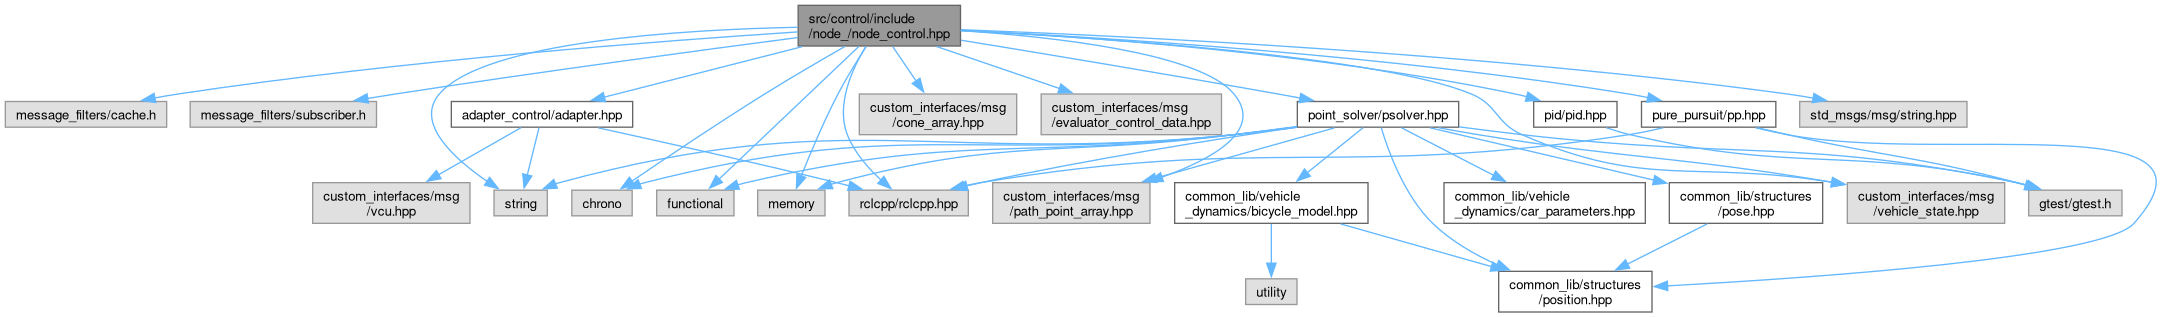 src/control/include
/node_/node_control.hpp
message_filters/cache.h
message_filters/subscriber.h
adapter_control/adapter.hpp
custom_interfaces/msg
/cone_array.hpp
custom_interfaces/msg
/evaluator_control_data.hpp
point_solver/psolver.hpp
pid/pid.hpp
pure_pursuit/pp.hpp
std_msgs/msg/string.hpp
custom_interfaces/msg
/vcu.hpp
string
chrono
functional
memory
rclcpp/rclcpp.hpp
custom_interfaces/msg
/path_point_array.hpp
common_lib/vehicle
_dynamics/bicycle_model.hpp
common_lib/vehicle
_dynamics/car_parameters.hpp
common_lib/structures
/pose.hpp
custom_interfaces/msg
/vehicle_state.hpp
gtest/gtest.h
utility
common_lib/structures
/position.hpp